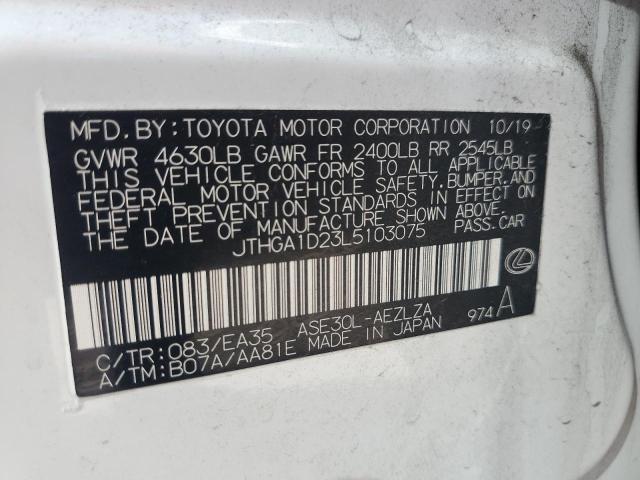 MFD. BY: TOYOTA MOTOR CORPORATION 10/19
GVWR 4630LB GAWR FR 2400LB RR 2545LB
THIS VEHICLE CONFORMS TO ALL APPLICABLE
FEDERAL MOTOR VEHICLE SAFETY, BUMPER, AND
THEFT PREVENTION STANDARDS IN EFFECT ON
THE DATE OF MANUFACTURE SHOWN ABOVE.
JTHGA1D23L5103075 PASS. CAR
C/TR: 083/EA35 ASE30L-AEZLZA 974 A
A/TM: B07A/AA81E MADE IN JAPAN